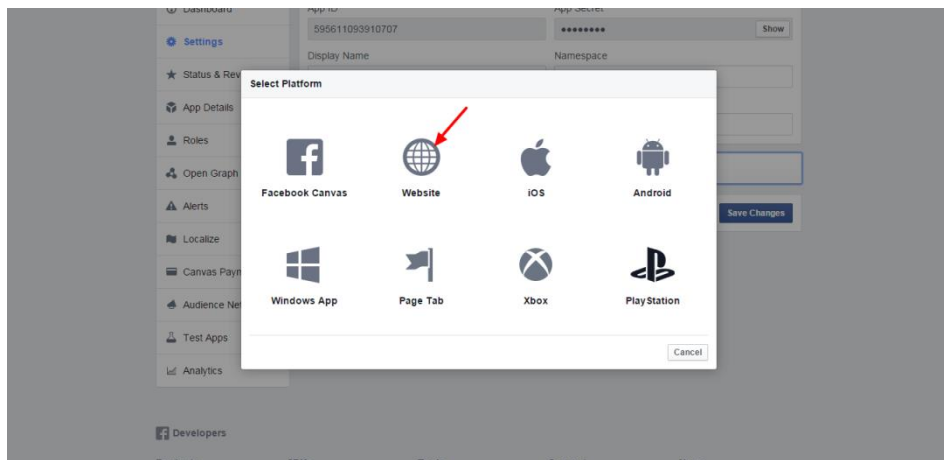 Dashboard
App ID
App Secret
595611093910707
Show
Settings
Display Name
Namespace
Status & Rev
Select Platform
App Details
Roles
Open Graph
Facebook Canvas
Website
iOS
Android
Alerts
Save Changes
Localize
Canvas Paym
Windows App
Page Tab
Xbox
PlayStation
Audience Net
Test Apps
Cancel
Analytics
Developers